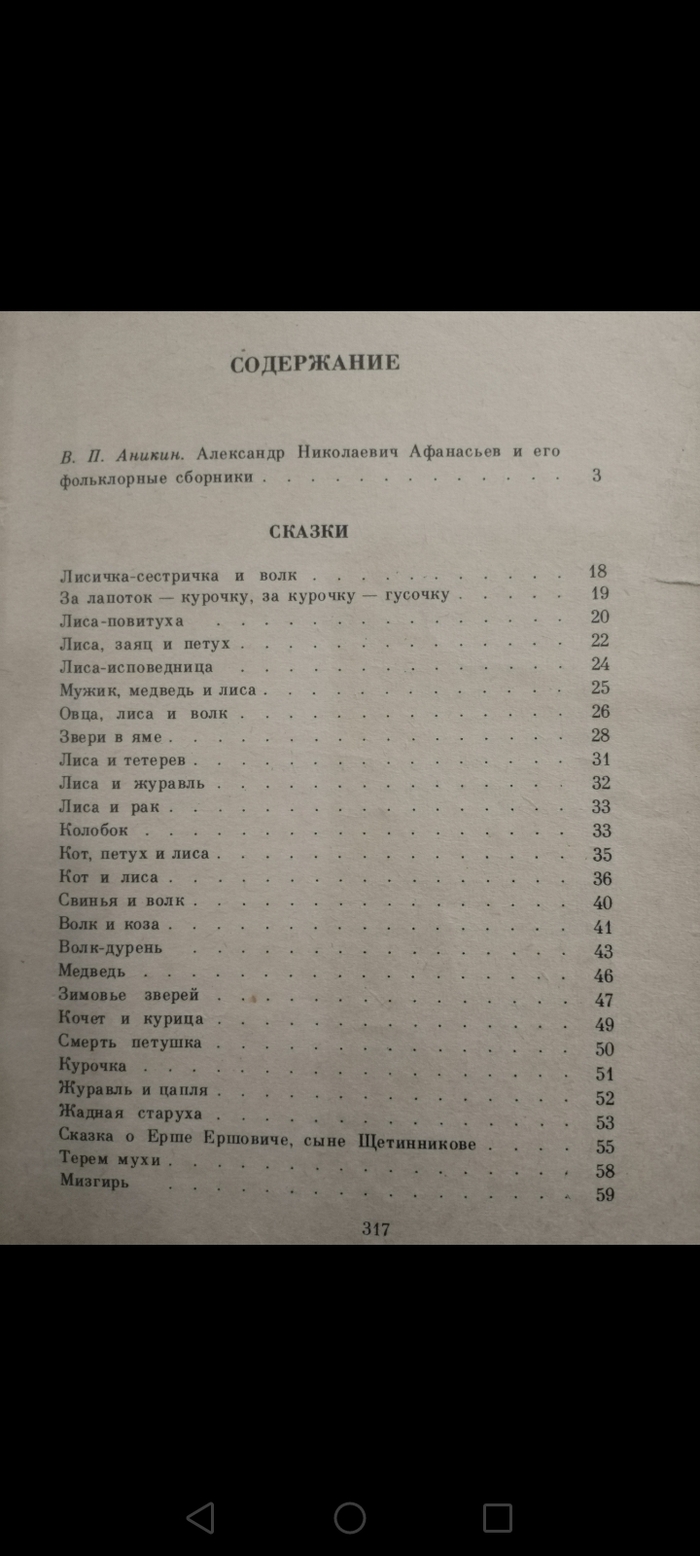 СОДЕРЖАНИЕ
В. П. Аникин. Александр Николаевич Афанасьев и его
фольклорные сборники . . . . . . . . . . . . . 3
СКАЗКИ
Лисичка-сестричка и волк . . . . . . . . . . . 18
За лапоток — курочку, за курочку — гусочку . . . . . 19
Лиса-повитуха . . . . . . . . . . . . . . . 20
Лиса, заяц и петух . . . . . . . . . . . . . . 22
Лиса-исповедница . . . . . . . . . . . . . . 24
Мужик, медведь и лиса . . . . . . . . . . . . . 25
Овца, лиса и волк . . . . . . . . . . . . . . 26
Звери в яме . . . . . . . . . . . . . . . . . 28
Лиса и тетерев . . . . . . . . . . . . . . . . 31
Лиса и журавль . . . . . . . . . . . . . . . 32
Лиса и рак . . . . . . . . . . . . . . . . . 33
Колобок . . . . . . . . . . . . . . . . . . 33
Кот, петух и лиса . . . . . . . . . . . . . . . 35
Кот и лиса . . . . . . . . . . . . . . . . . 36
Свинья и волк . . . . . . . . . . . . . . . . 40
Волк и коза . . . . . . . . . . . . . . . . . 41
Волк-дурень . . . . . . . . . . . . . . . . 43
Медведь . . . . . . . . . . . . . . . . . . 46
Зимовье зверей . . . . . . . . . . . . . . . 47
Кочет и курица . . . . . . . . . . . . . . . 49
Смерть петушка . . . . . . . . . . . . . . . 50
Курочка . . . . . . . . . . . . . . . . . . 51
Журавль и цапля . . . . . . . . . . . . . . . 52
Жадная старуха . . . . . . . . . . . . . . . 53
Сказка о Ерше Ершовиче, сыне Щетинникове . . . . 55
Терем мухи . . . . . . . . . . . . . . . . . 58
Мизгирь . . . . . . . . . . . . . . . . . 59
317